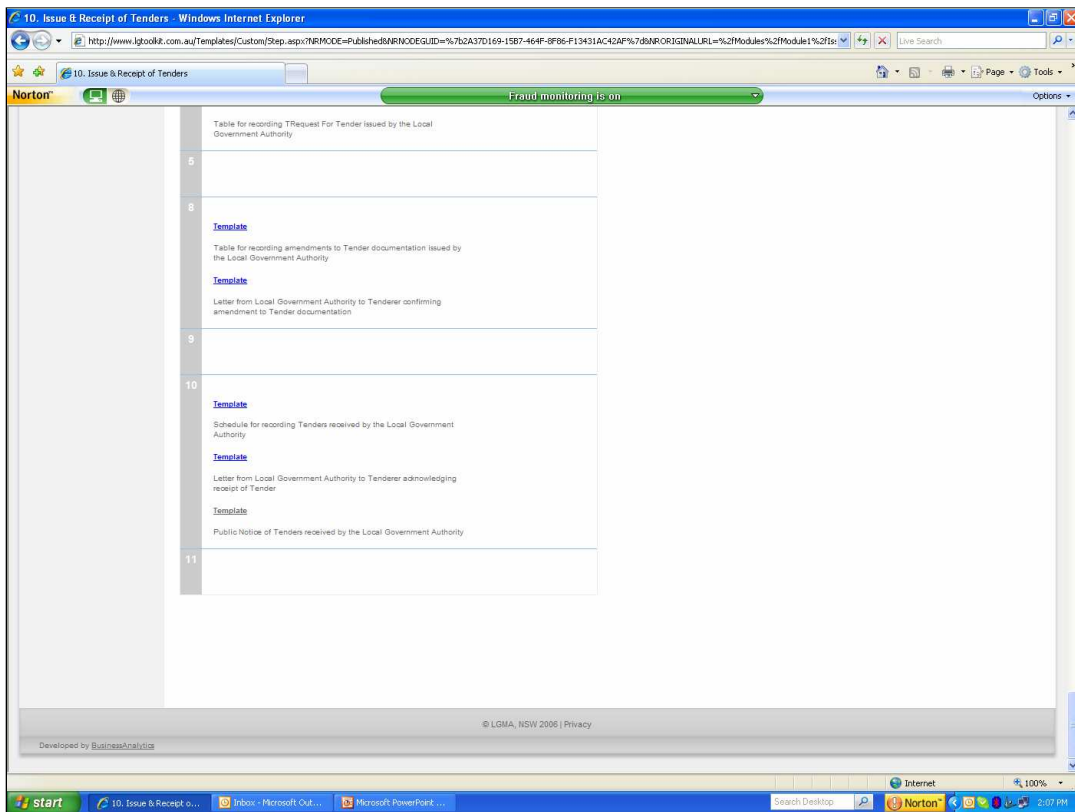 10. Issue & Receipt of Tenders - Windows Internet Explorer
http://www.lgtoolkit.com.au/Templates/Custom/Step.aspx?NRMODE=Published&NRNODEGUID=%7b2A37D169-15B7-464F-8F86-F13431AC42AF%7d&NRORIGINALURL=%2fModules%2fModule1%2fIs:
Live Search
10. Issue & Receipt of Tenders
Page
Tools
Norton™
Fraud monitoring is on
Options
Table for recording TRequest For Tender issued by the Local
Government Authority
5
8
Template
Table for recording amendments to Tender documentation issued by
the Local Government Authority
Template
Letter from Local Government Authority to Tenderer confirming
amendment to Tender documentation
9
10
Template
Schedule for recording Tenders received by the Local Government
Authority
Template
Letter from Local Government Authority to Tenderer acknowledging
receipt of Tender
Template
Public Notice of Tenders received by the Local Government Authority
11
© LGMA, NSW 2006 | Privacy
Developed by BusinessAnalytics
Internet
100%
start
10. Issue & Receipt o...
Inbox - Microsoft Out...
Microsoft PowerPoint ...
Search Desktop
Norton™
2:07 PM